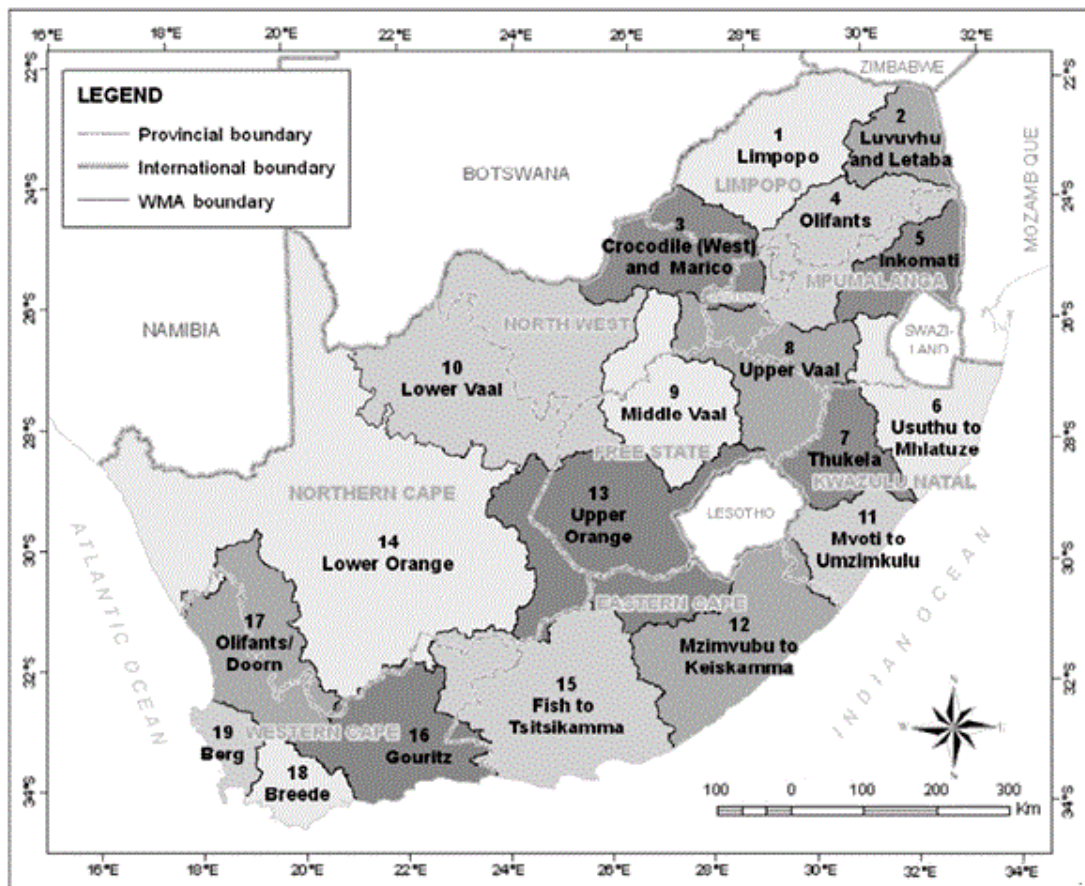 16°E
20°E
22°E
24°E
26°E
28°E
30°E
32°E
22°S
22°S
LEGEND
Provincial boundary
International boundary
WMA boundary
ZIMBABWE
BOTSWANA
MOZAMBIQUE
NAMIBIA
1
Limpopo
LIMPOPO
2
Luvuvhu
and Letaba
24°S
24°S
4
Olifants
3
Crocodile (West)
and Marico
5
Inkomati
MPUMALANGA
26°S
26°S
NORTH WEST
SWAZI-
LAND
10
Lower Vaal
8
Upper Vaal
9
Middle Vaal
6
Usuthu to
Mhlatuze
28°S
28°S
7
Thukela
FREE STATE
KWAZULU NATAL
NORTHERN CAPE
13
Upper
Orange
LESOTHO
11
Mvoti to
Umzimkulu
30°S
30°S
14
Lower Orange
ATLANTIC OCEAN
INDIAN OCEAN
EASTERN CAPE
17
Olifants/
Doorn
12
Mzimvubu to
Keiskamma
32°S
32°S
15
Fish to
Tsitsikamma
WESTERN CAPE
19
Berg
16
Gouritz
18
Breede
34°S
34°S
100 0 100 200 300
Km
16°E
18°E
20°E
22°E
24°E
26°E
28°E
30°E
32°E
34°E